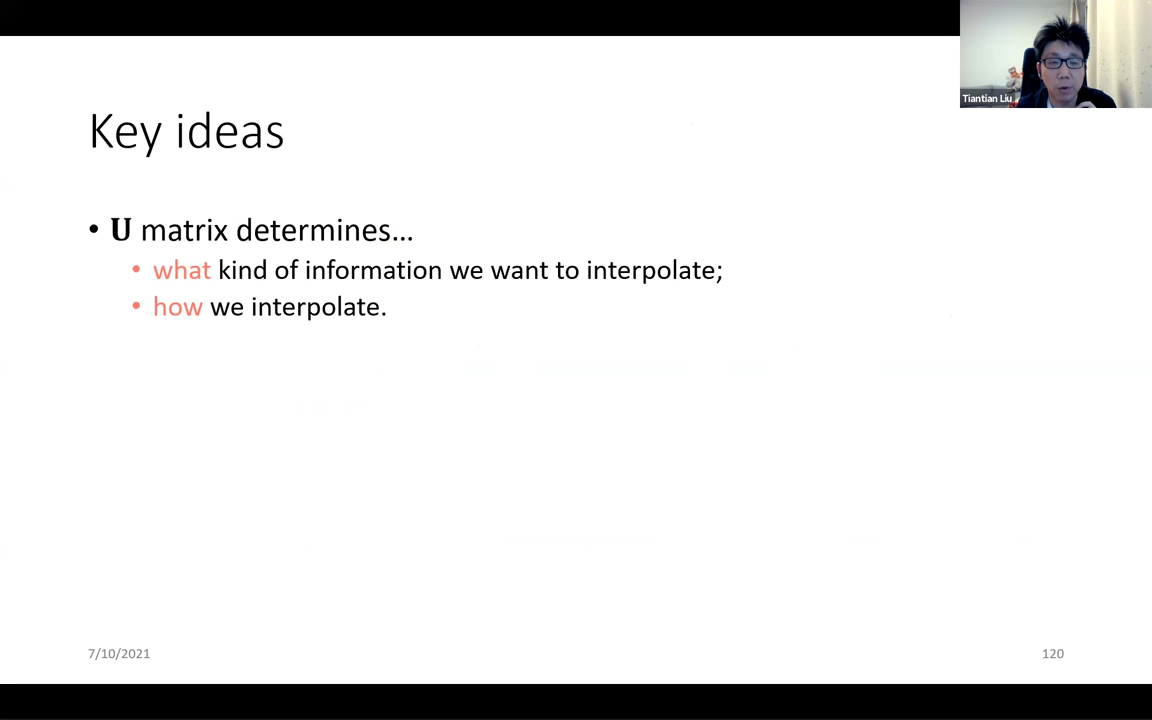 Tiantian Liu
Key ideas
• U matrix determines…
• what kind of information we want to interpolate;
• how we interpolate.
7/10/2021
120